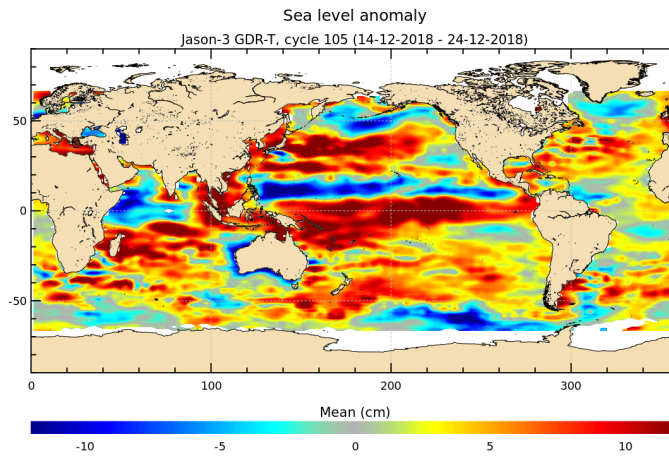 Sea level anomaly
Jason-3 GDR-T, cycle 105 (14-12-2018 - 24-12-2018)
50
0
-50
0 100 200 300
Mean (cm)
-10 -5 0 5 10